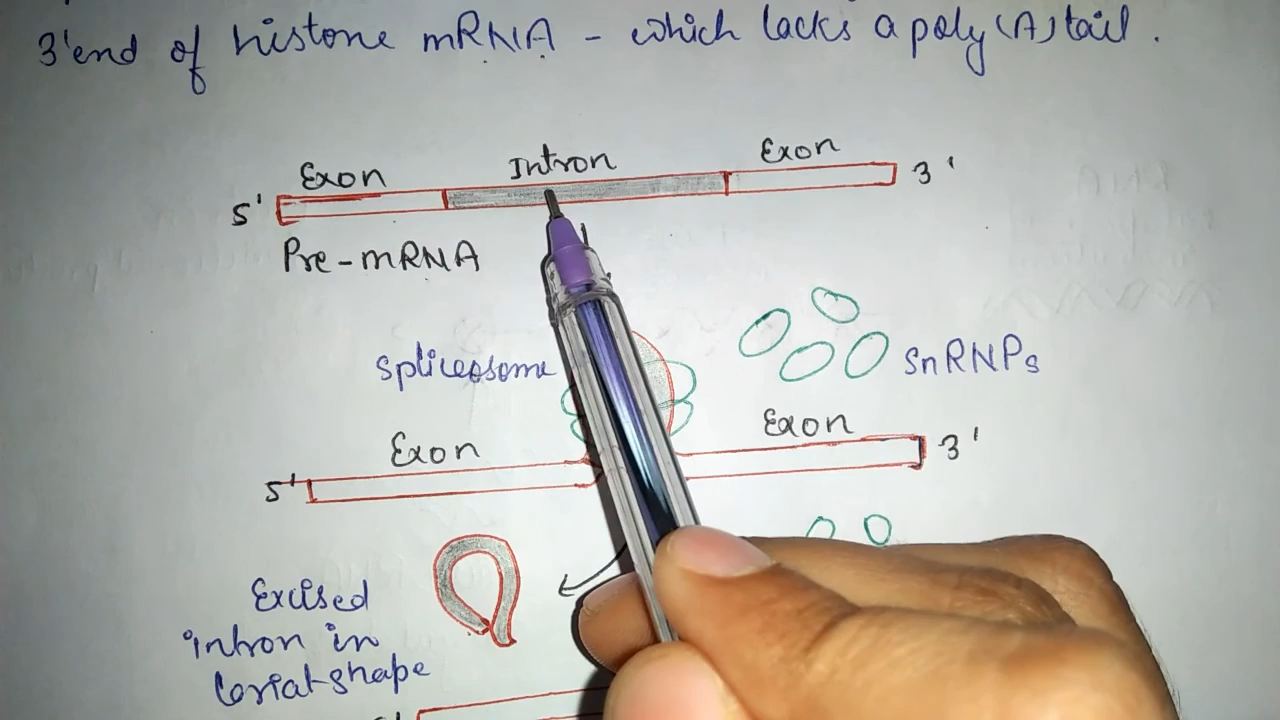 3'end of histone mRNA - which lacks a poly (A) tail.
Exon Intron Exon
5' 3'
Pre-mRNA
Spliceosome SnRNPs
Exon Exon
5' 3'
Excised
intron in
lariat shape